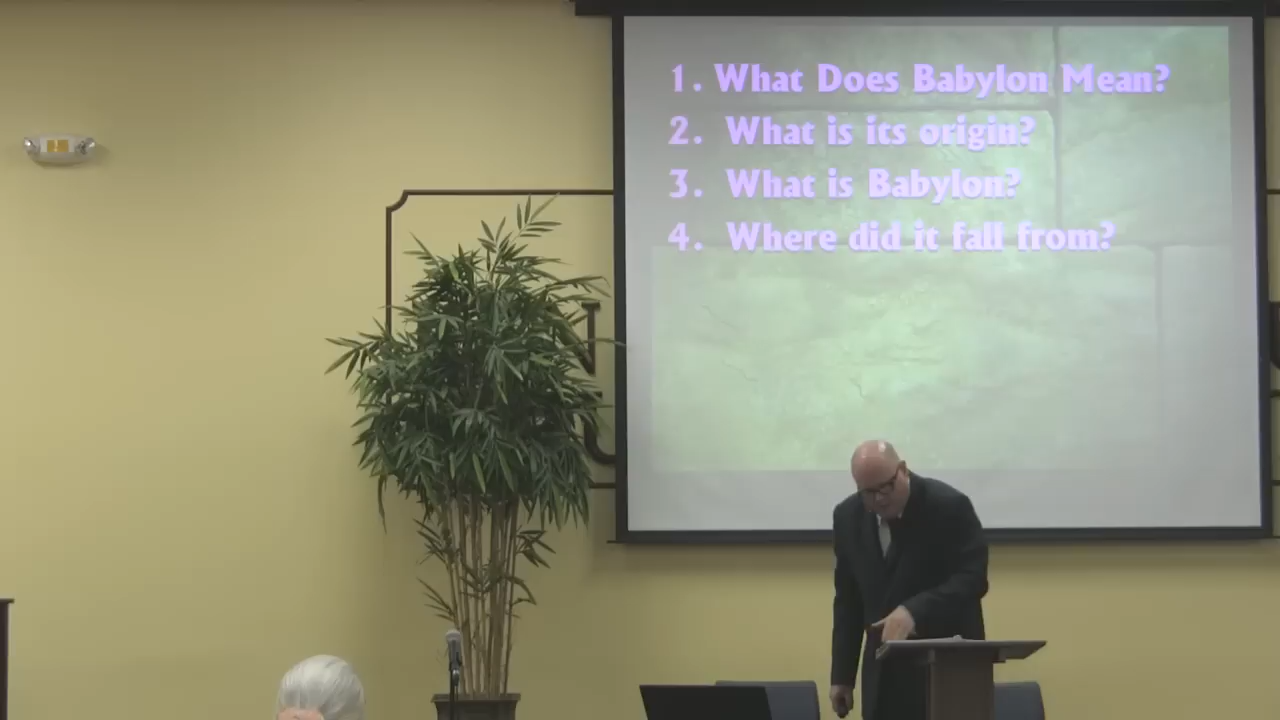 1. What Does Babylon Mean?
2. What is its origin?
3. What is Babylon?
4. Where did it fall from?